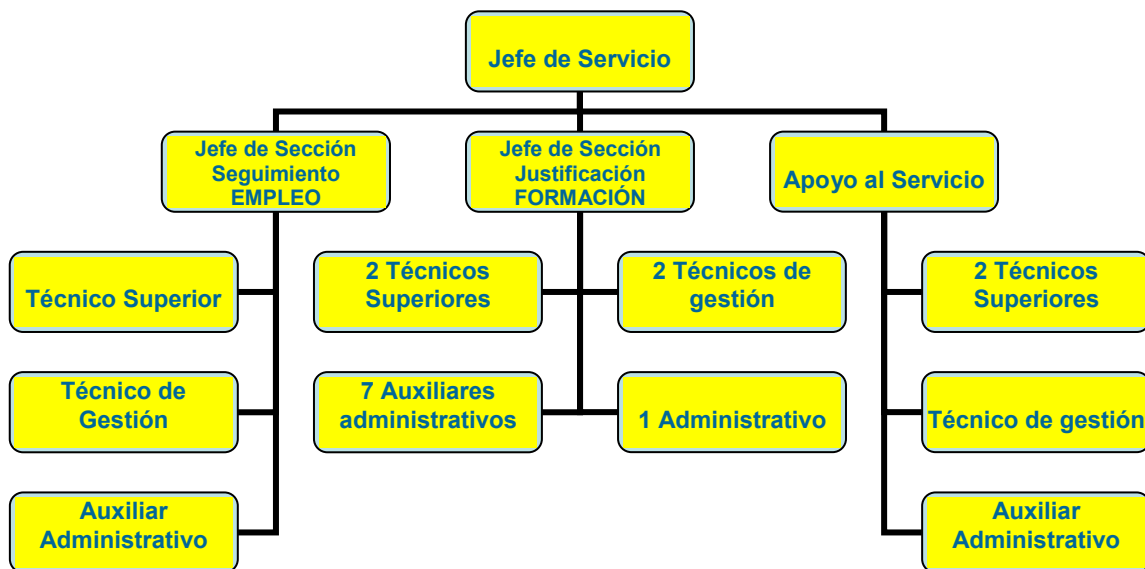 Jefe de Servicio
Jefe de Sección
Seguimiento
EMPLEO
Jefe de Sección
Justificación
FORMACIÓN
Apoyo al Servicio
Técnico Superior
2 Técnicos
Superiores
2 Técnicos de
gestión
2 Técnicos
Superiores
Técnico de
Gestión
7 Auxiliares
administrativos
1 Administrativo
Técnico de gestión
Auxiliar
Administrativo
Auxiliar
Administrativo